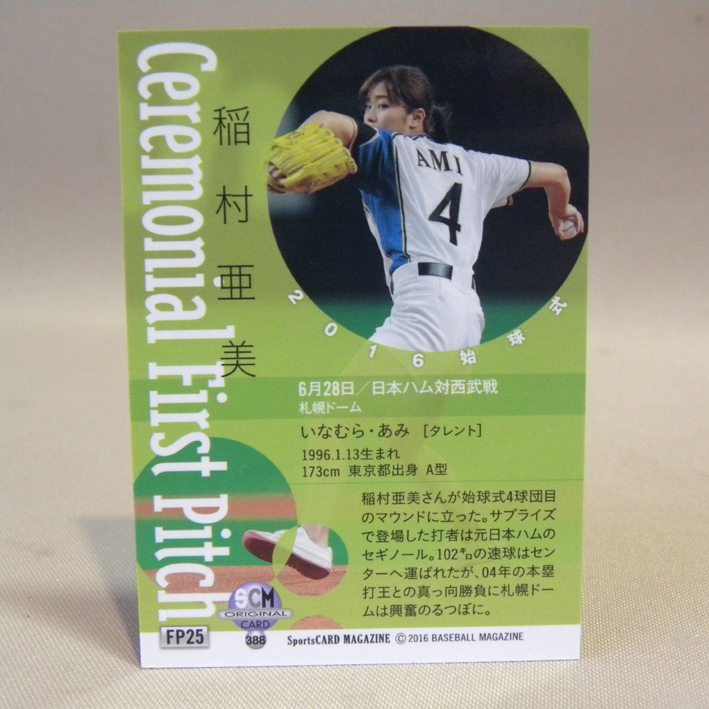 Ceremonial First Pitch
稲村亜美
AMI
4
2016始球式
6月28日／日本ハム対西武戦
札幌ドーム
いなむら・あみ [タレント]
1996.1.13生まれ
173cm 東京都出身 A型
稲村亜美さんが始球式4球団目
のマウンドに立った。サプライズ
で登場した打者は元日本ハムの
セギノール。102㌔の速球はセン
ターへ運ばれたが、04年の本塁
打王との真っ向勝負に札幌ドー
ムは興奮のるつぼに。
SCM
ORIGINAL
CARD
388
FP25
SportsCARD MAGAZINE ©2016 BASEBALL MAGAZINE